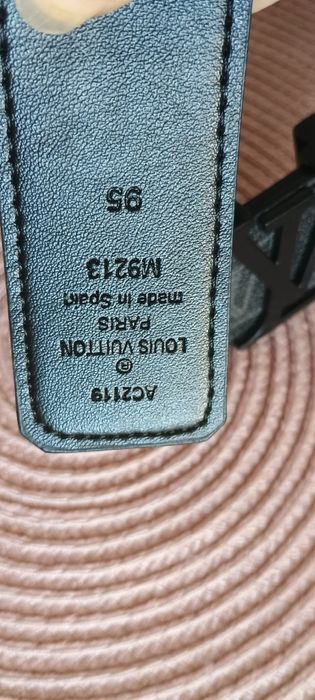 AC2119
®
LOUIS VUITTON
PARIS
made in Spain
M9213
95